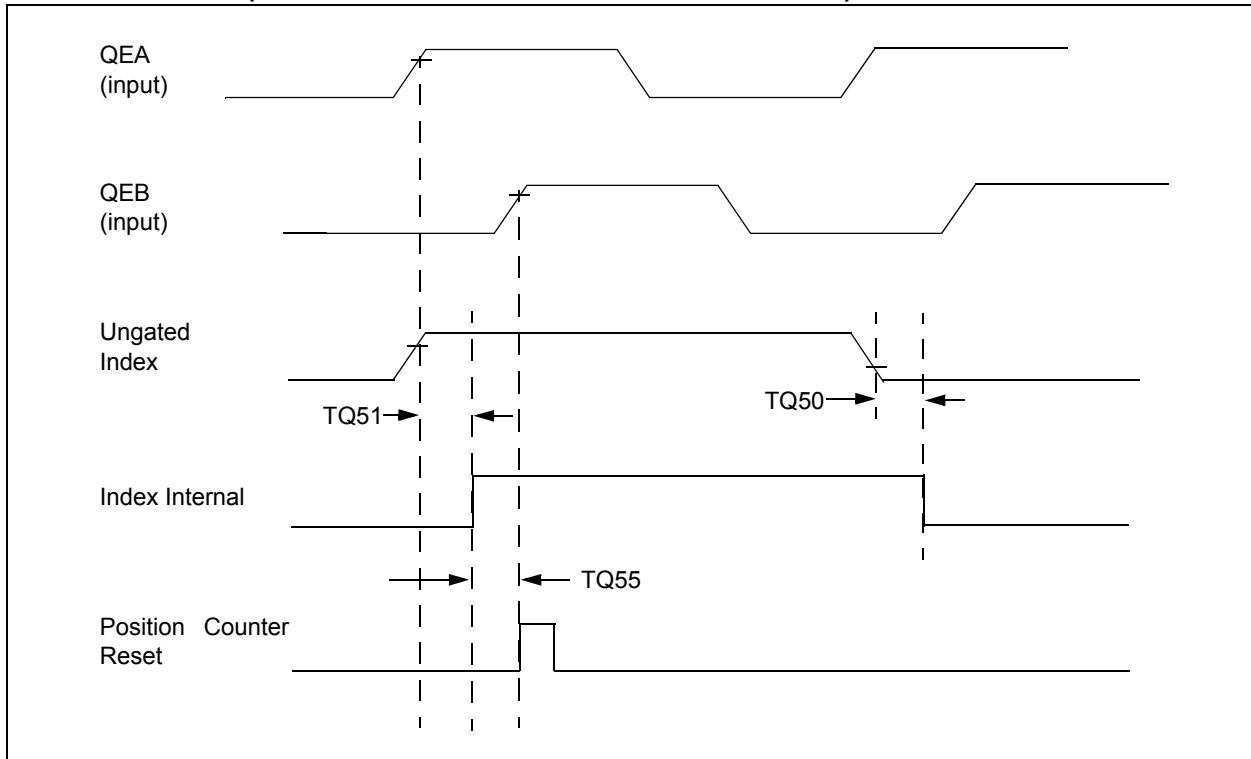 QEA
(input)
QEB
(input)
Ungated
Index
TQ51
TQ50
Index Internal
TQ55
Position Counter
Reset